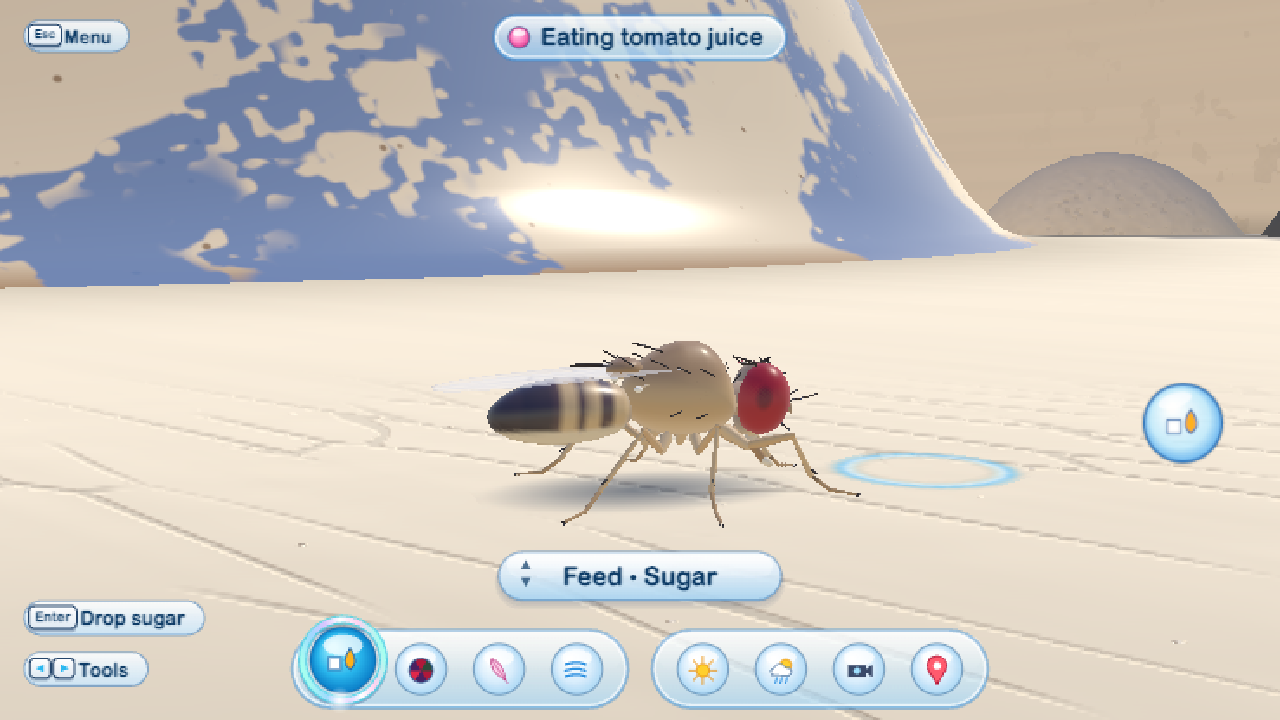 Esc Menu
Eating tomato juice
Feed • Sugar
Enter Drop sugar
Tools